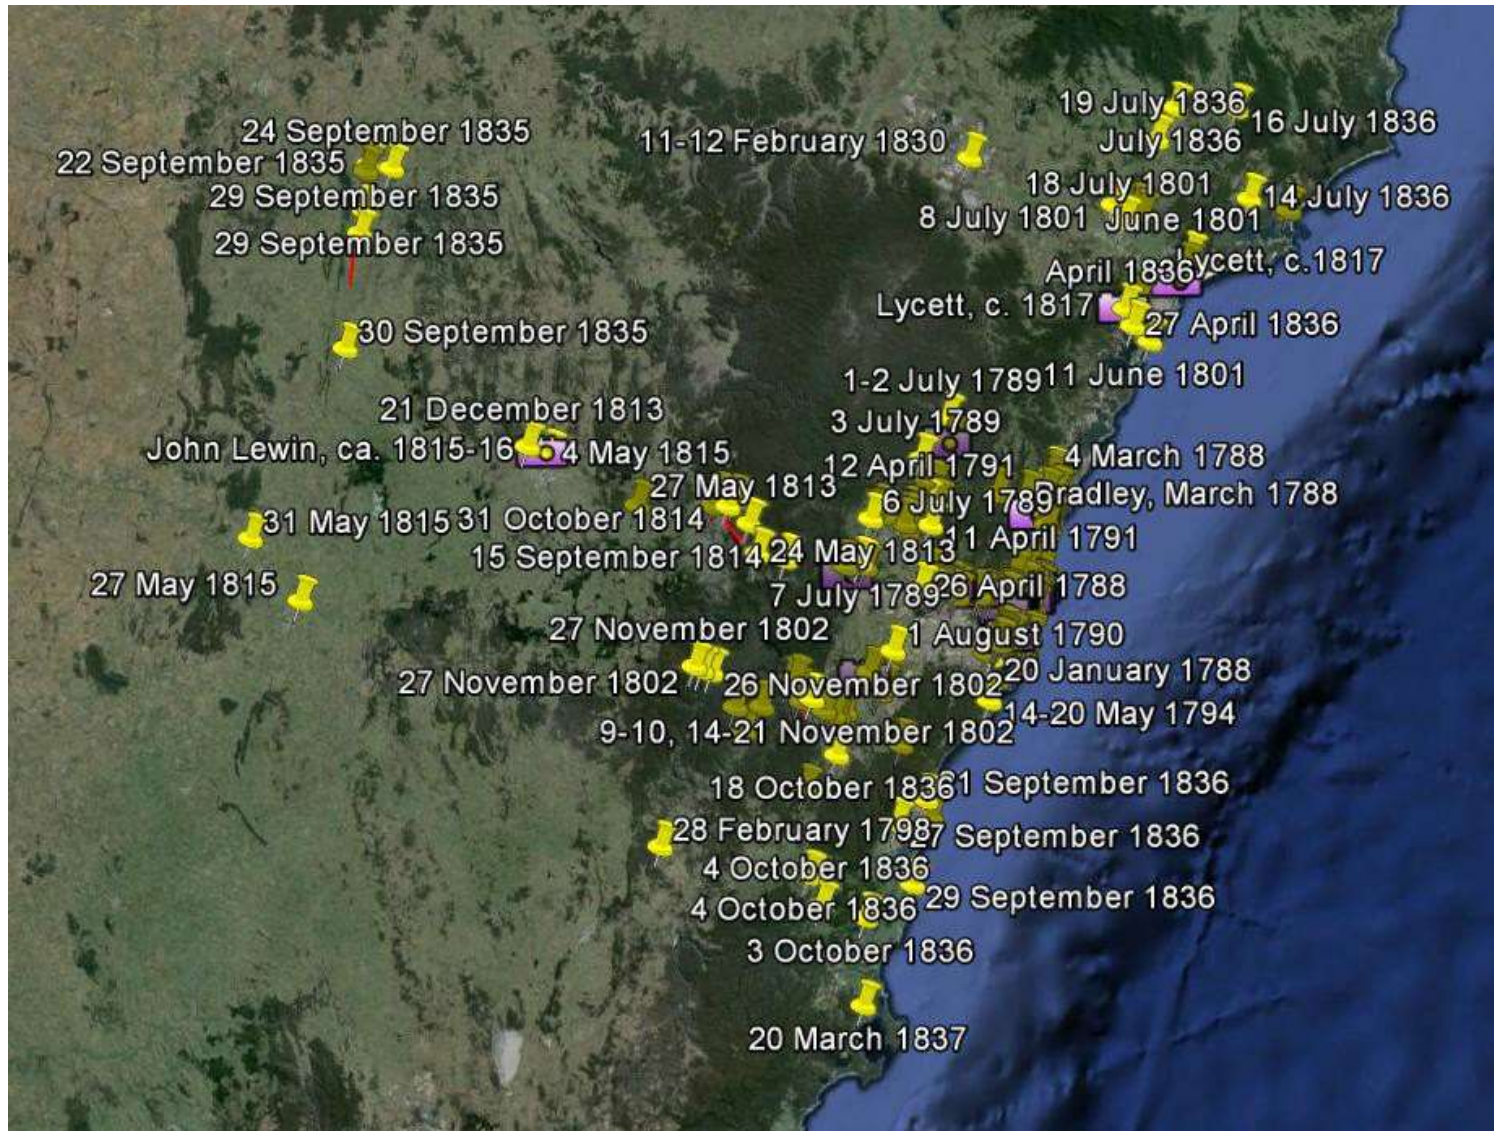 19 July 1836
16 July 1836
24 September 1835
11-12 February 1830
July 1836
22 September 1835
18 July 1801
29 September 1835
14 July 1836
8 July 1801
June 1801
29 September 1835
Lycett, c.1817
April 1836
Lycett, c. 1817
27 April 1836
30 September 1835
1-2 July 1789
11 June 1801
21 December 1813
3 July 1789
John Lewin, ca. 1815-16
4 May 1815
12 April 1791
4 March 1788
27 May 1813
6 July 1789
Bradley, March 1788
31 May 1815
31 October 1814
11 April 1791
15 September 1814
24 May 1813
27 May 1815
7 July 1789
26 April 1788
27 November 1802
1 August 1790
27 November 1802
26 November 1802
20 January 1788
14-20 May 1794
9-10, 14-21 November 1802
18 October 1836
September 1836
28 February 1798
27 September 1836
4 October 1836
29 September 1836
4 October 1836
3 October 1836
20 March 1837